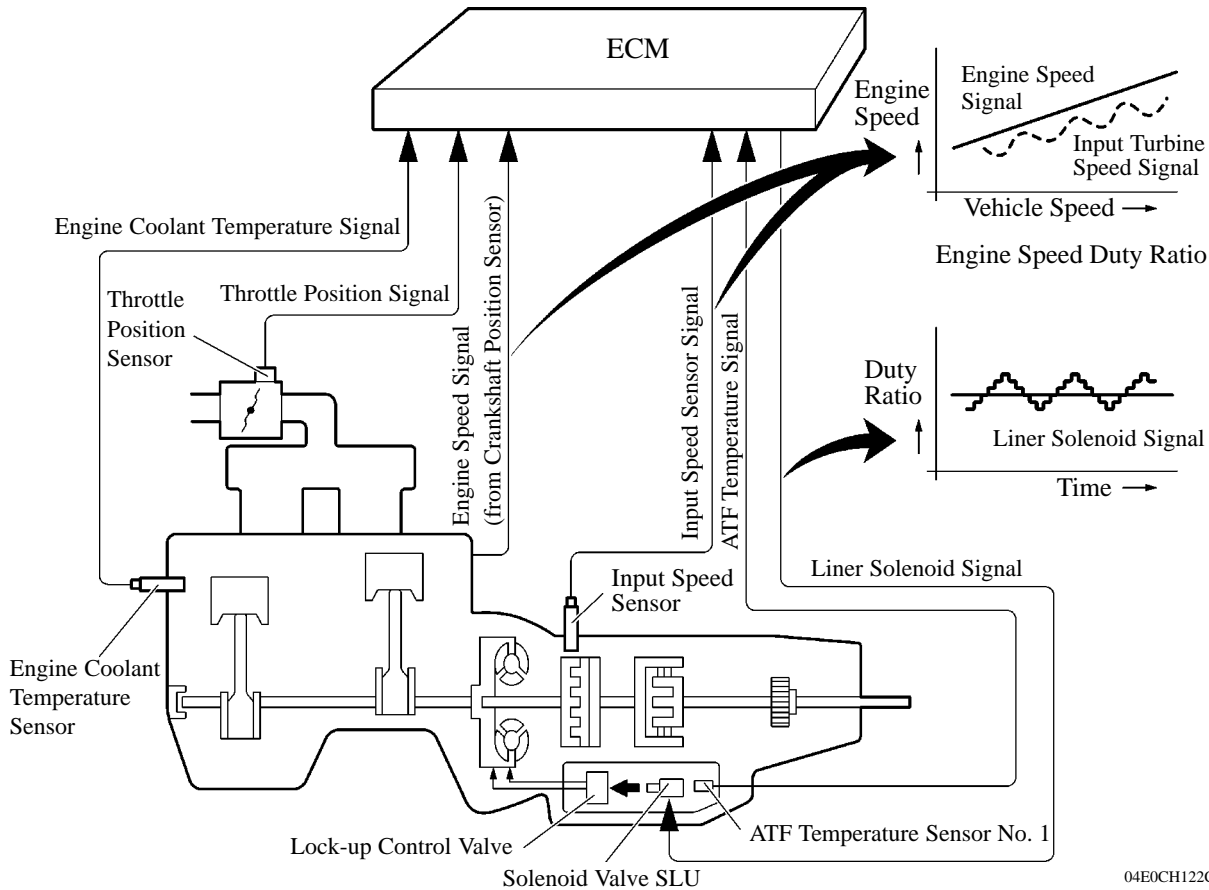 ECM
Engine
Speed
Engine Speed
Signal
Input Turbine
Speed Signal
Vehicle Speed
Engine Speed Duty Ratio
Engine Coolant Temperature Signal
Throttle
Position
Sensor
Throttle Position Signal
Engine Speed Signal
(from Crankshaft Position Sensor)
Input Speed Sensor Signal
ATF Temperature Signal
Duty
Ratio
Liner Solenoid Signal
Time
Input Speed
Sensor
Liner Solenoid Signal
Engine Coolant
Temperature
Sensor
Lock-up Control Valve
Solenoid Valve SLU
ATF Temperature Sensor No. 1